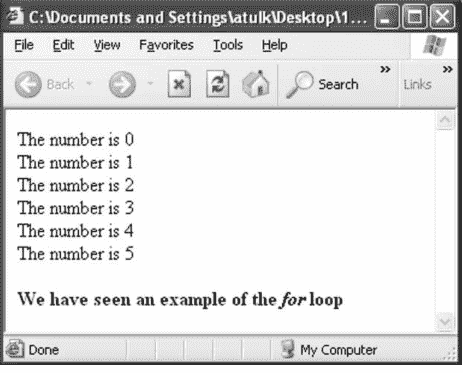 C:\Documents and Settings\atulk\Desktop\1...
File Edit View Favorites Tools Help
Back Search » Links »
The number is 0
The number is 1
The number is 2
The number is 3
The number is 4
The number is 5
We have seen an example of the for loop
Done My Computer